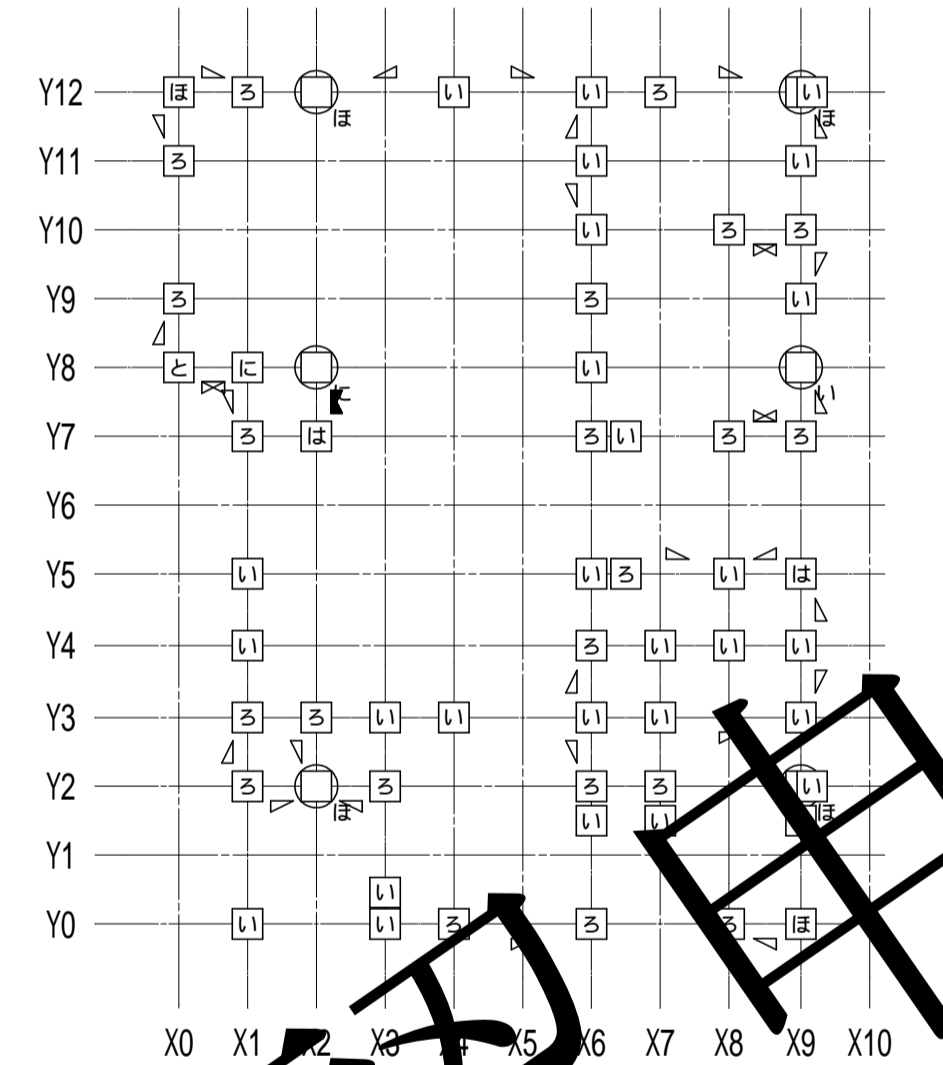 Y12 ほ ろ い い ろ い
ほ ほ
Y11 ろ い い
Y10 い ろ ろ
Y9 ろ ろ い
Y8 と に い
に い
Y7 ろ は ろ い ろ ろ
Y6
Y5 い い ろ い は
Y4 い ろ い い い
Y3 ろ ろ い い い い い
Y2 ろ ろ ろ ろ い
ほ い い ほ
Y1
い
Y0 い い ろ ろ ろ ほ
X0 X1 X2 X3 X4 X5 X6 X7 X8 X9 X10